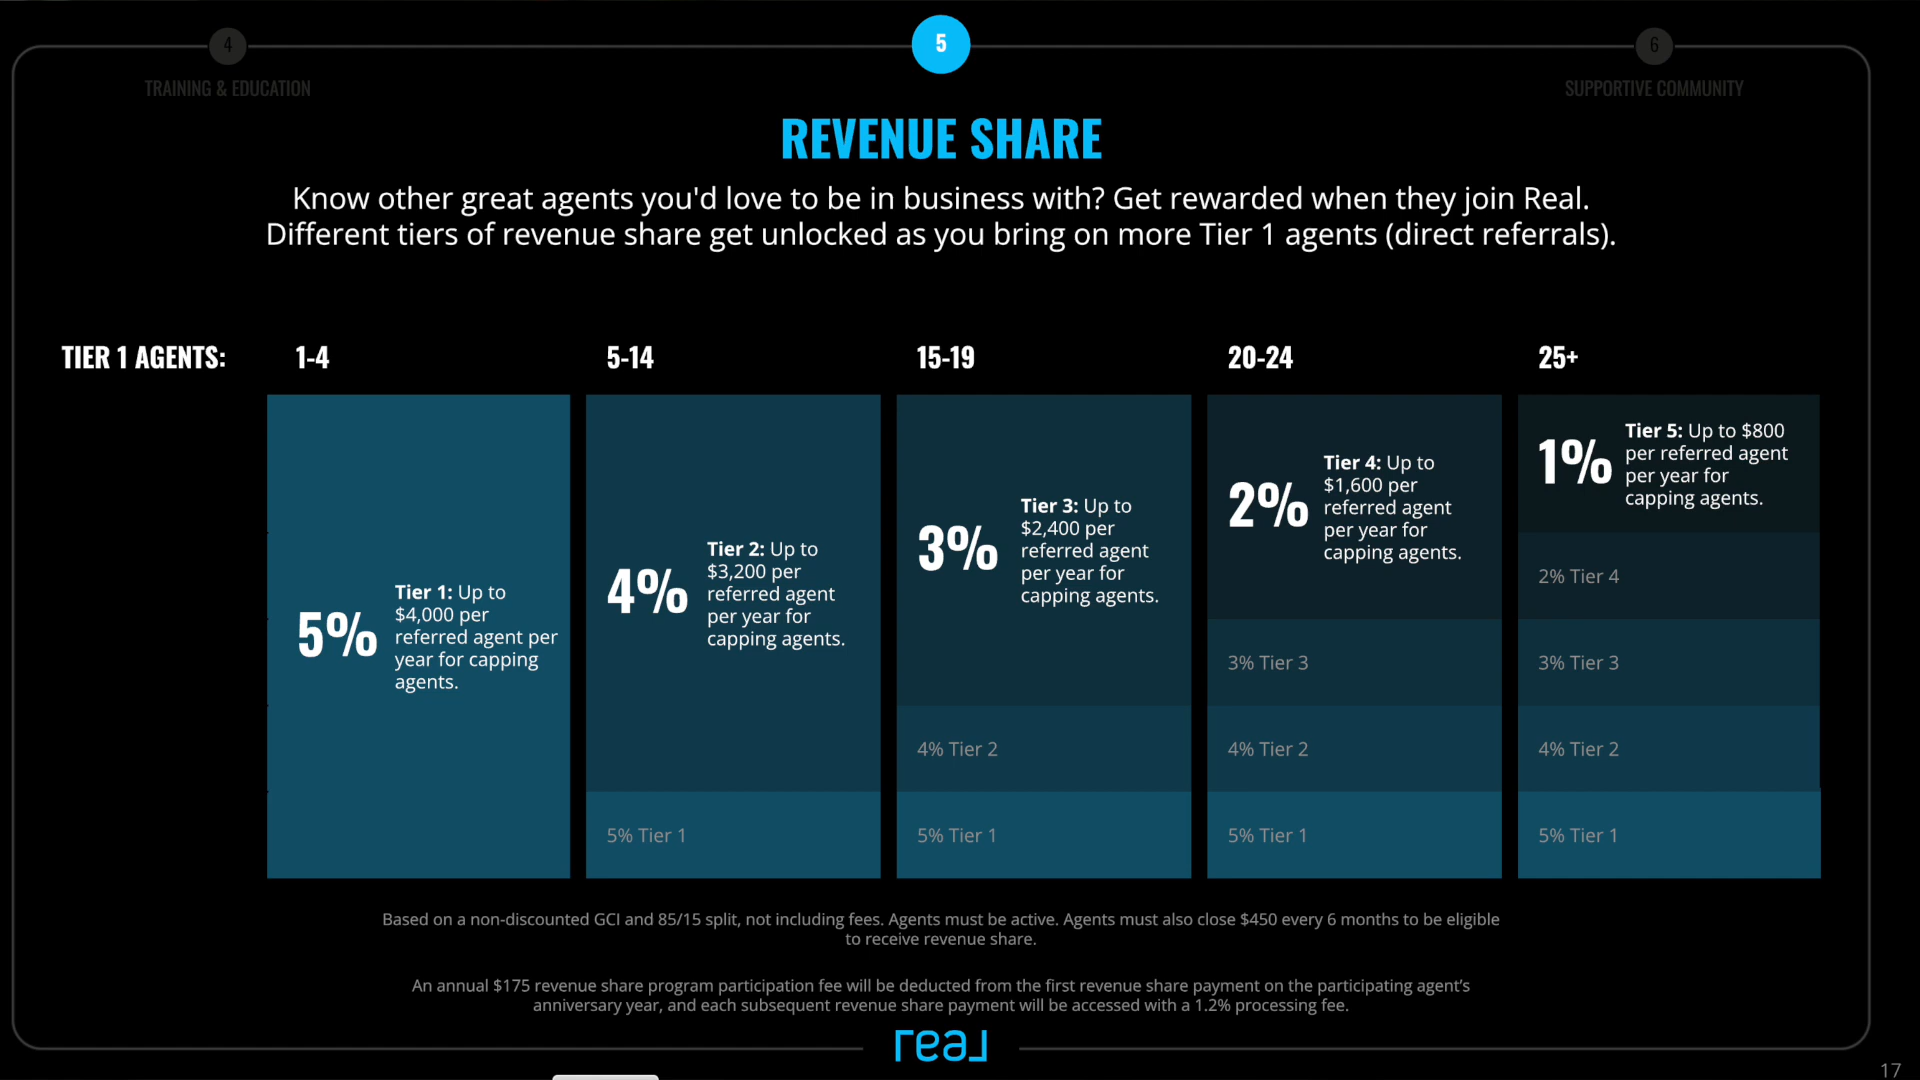 4
5
6
TRAINING & EDUCATION
SUPPORTIVE COMMUNITY
REVENUE SHARE
Know other great agents you'd love to be in business with? Get rewarded when they join Real.
Different tiers of revenue share get unlocked as you bring on more Tier 1 agents (direct referrals).
TIER 1 AGENTS:
1-4
5-14
15-19
20-24
25+
5%
Tier 1: Up to
$4,000 per
referred agent per
year for capping
agents.
4%
Tier 2: Up to
$3,200 per
referred agent
per year for
capping agents.
5% Tier 1
3%
Tier 3: Up to
$2,400 per
referred agent
per year for
capping agents.
4% Tier 2
5% Tier 1
2%
Tier 4: Up to
$1,600 per
referred agent
per year for
capping agents.
3% Tier 3
4% Tier 2
5% Tier 1
1%
Tier 5: Up to $800
per referred agent
per year for
capping agents.
2% Tier 4
3% Tier 3
4% Tier 2
5% Tier 1
Based on a non-discounted GCI and 85/15 split, not including fees. Agents must be active. Agents must also close $450 every 6 months to be eligible
to receive revenue share.
An annual $175 revenue share program participation fee will be deducted from the first revenue share payment on the participating agent's
anniversary year, and each subsequent revenue share payment will be accessed with a 1.2% processing fee.
real
17